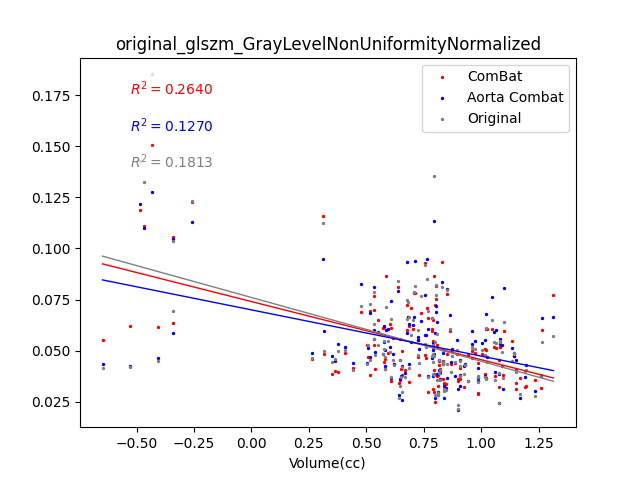 original_glszm_GrayLevelNonUniformityNormalized
R² = 0.2640
R² = 0.1270
R² = 0.1813
ComBat
Aorta Combat
Original
0.175
0.150
0.125
0.100
0.075
0.050
0.025
−0.50 −0.25 0.00 0.25 0.50 0.75 1.00 1.25
Volume(cc)